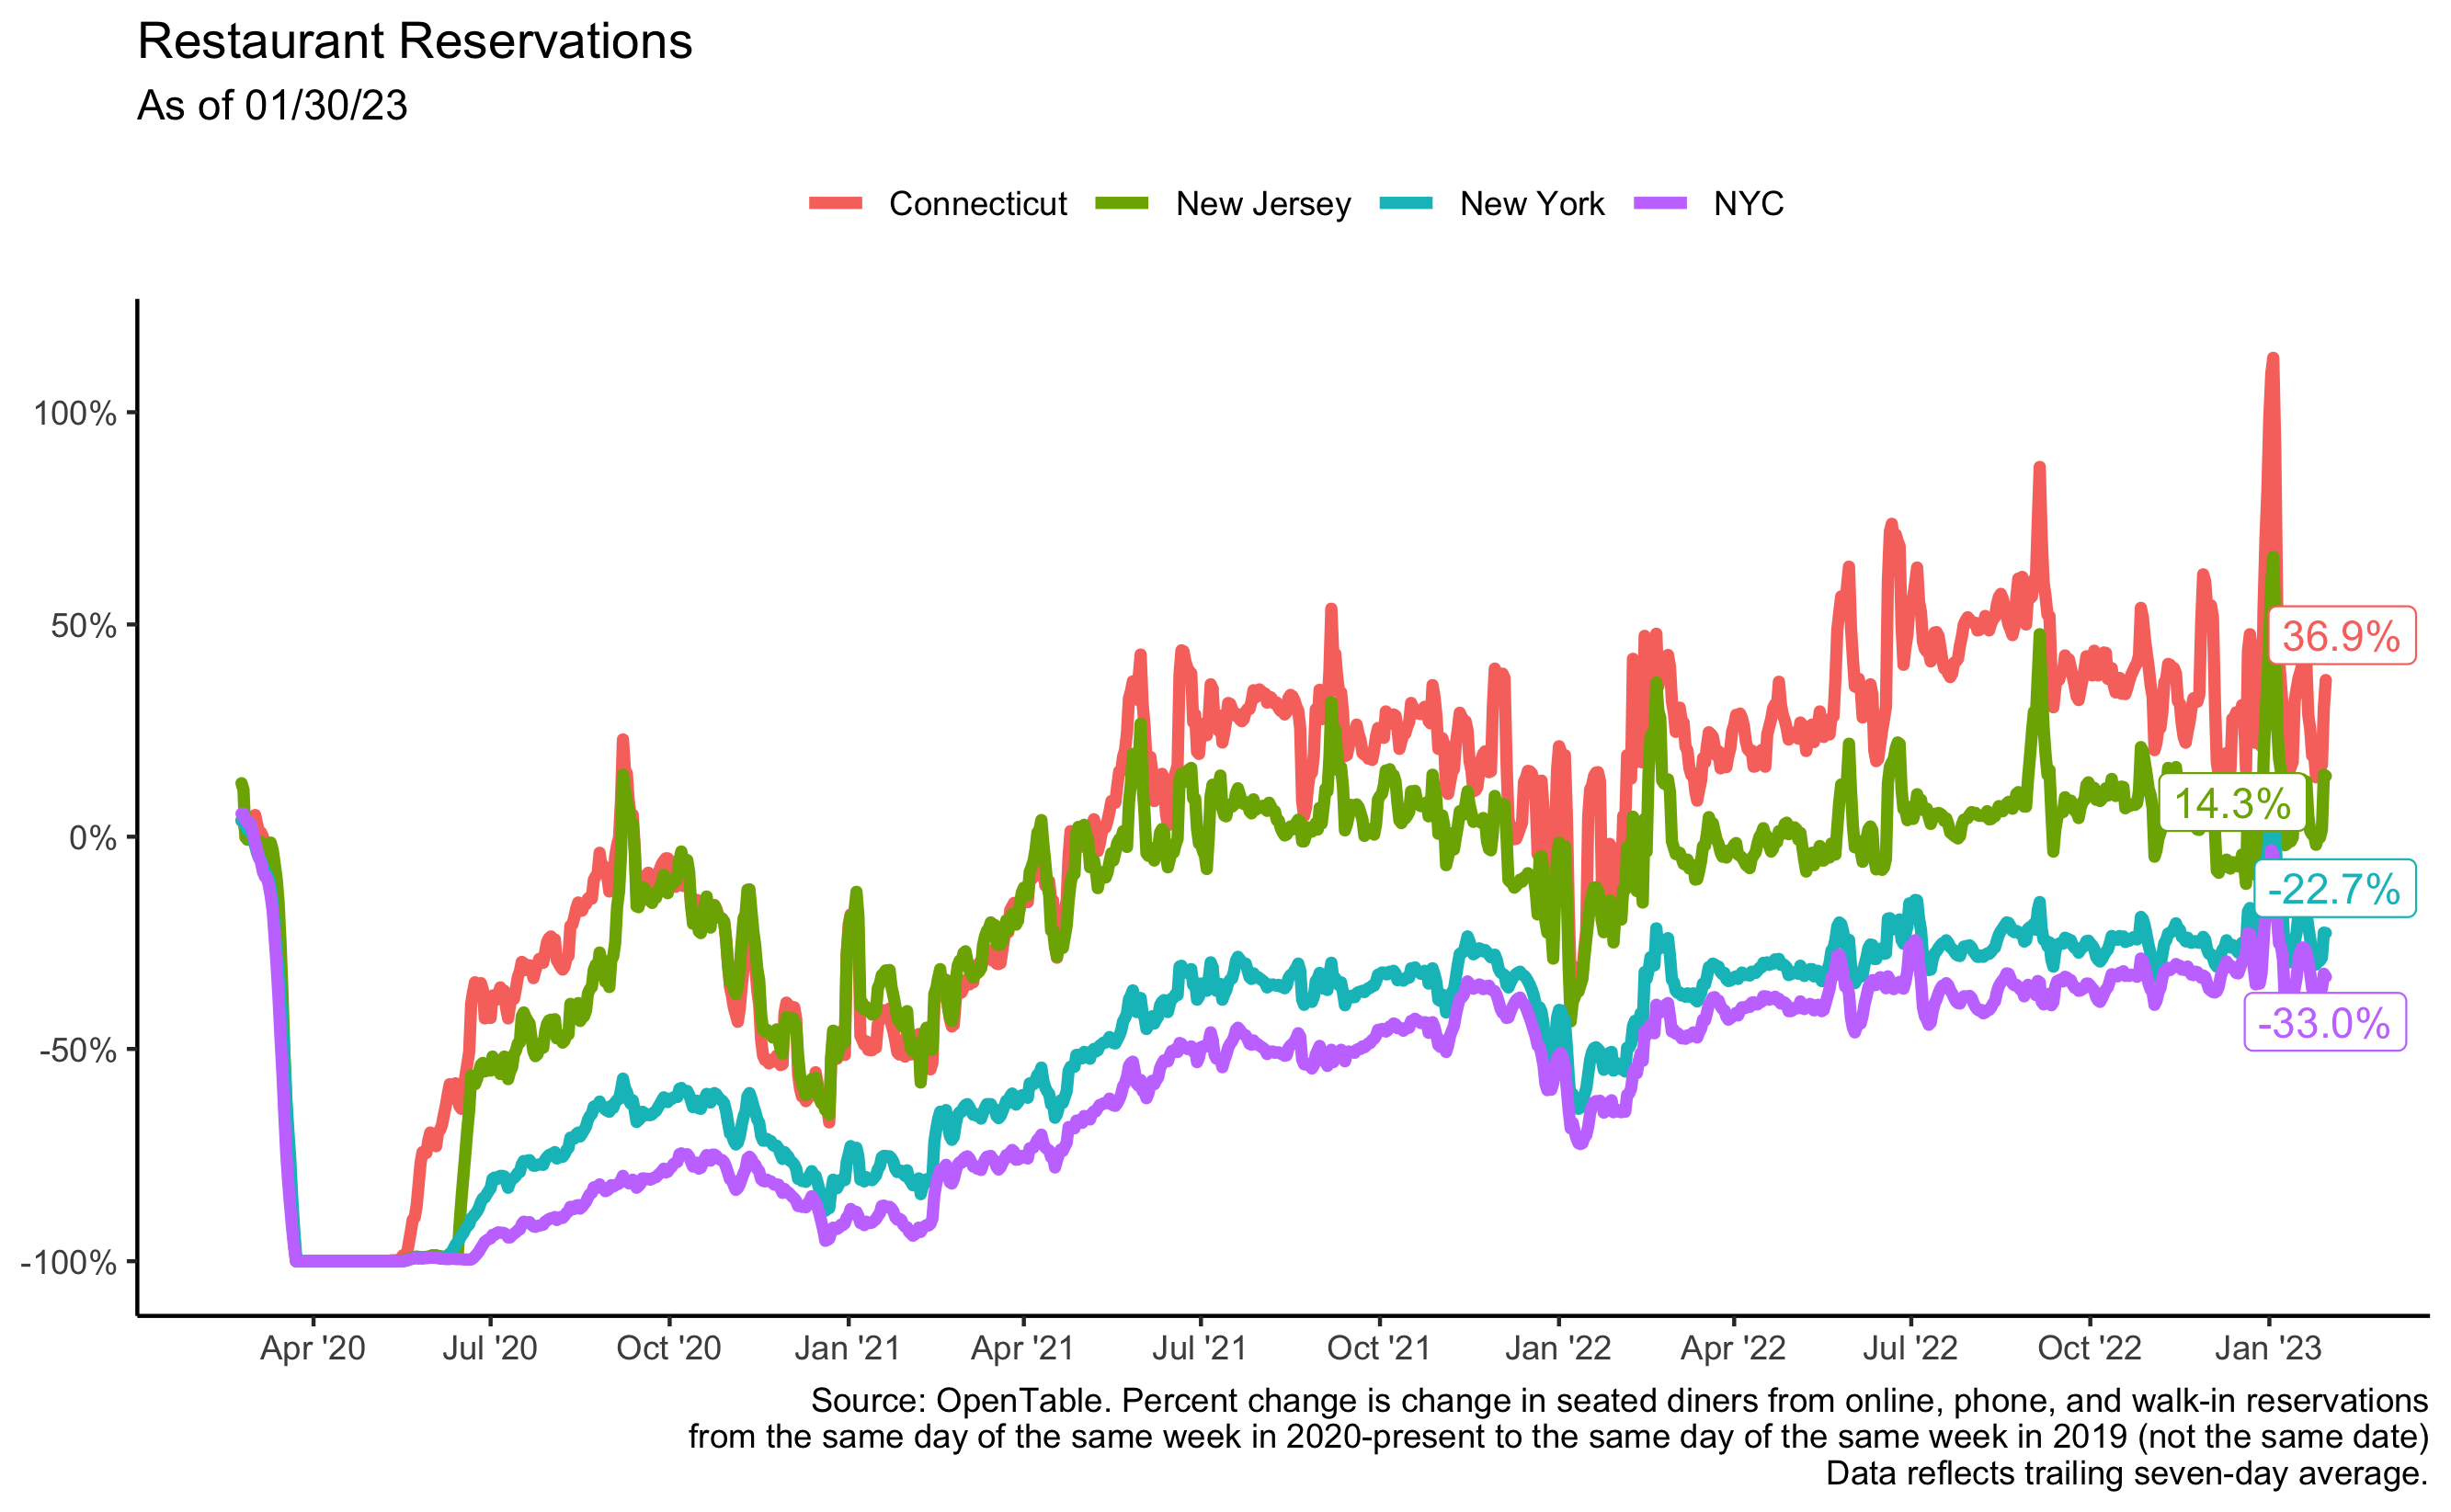 Restaurant Reservations
As of 01/30/23
Connecticut New Jersey New York NYC
100%
50%
0%
-50%
-100%
36.9%
14.3%
-22.7%
-33.0%
Apr '20 Jul '20 Oct '20 Jan '21 Apr '21 Jul '21 Oct '21 Jan '22 Apr '22 Jul '22 Oct '22 Jan '23
Source: OpenTable. Percent change is change in seated diners from online, phone, and walk-in reservations
from the same day of the same week in 2020-present to the same day of the same week in 2019 (not the same date)
Data reflects trailing seven-day average.